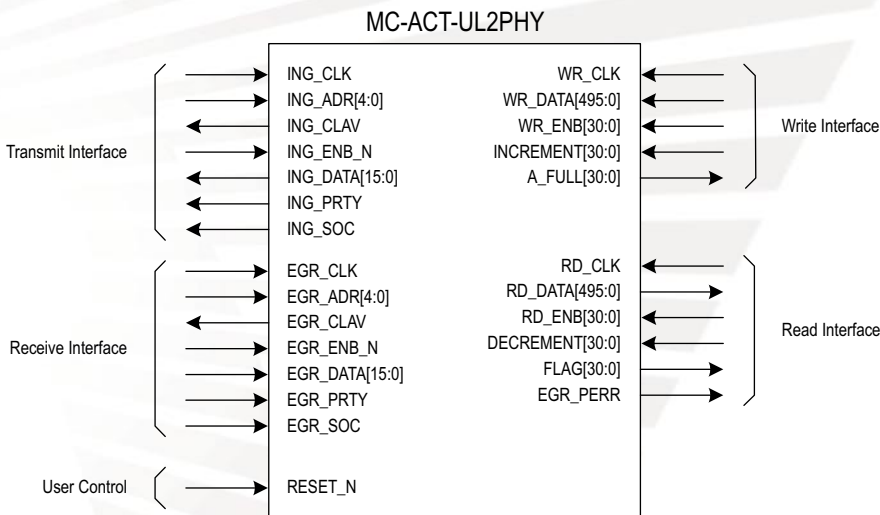 MC-ACT-UL2PHY
Transmit Interface
ING_CLK
ING_ADR[4:0]
ING_CLAV
ING_ENB_N
ING_DATA[15:0]
ING_PRTY
ING_SOC
Receive Interface
EGR_CLK
EGR_ADR[4:0]
EGR_CLAV
EGR_ENB_N
EGR_DATA[15:0]
EGR_PRTY
EGR_SOC
User Control
RESET_N
WR_CLK
WR_DATA[495:0]
WR_ENB[30:0]
INCREMENT[30:0]
A_FULL[30:0]
Write Interface
RD_CLK
RD_DATA[495:0]
RD_ENB[30:0]
DECREMENT[30:0]
FLAG[30:0]
EGR_PERR
Read Interface